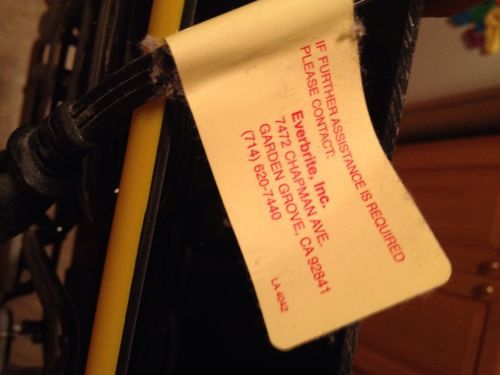 IF FURTHER ASSISTANCE IS REQUIRED
PLEASE CONTACT:
Everbrite, Inc.
7472 CHAPMAN AVE.
GARDEN GROVE, CA 92841
(714) 620-7440
LA 4042